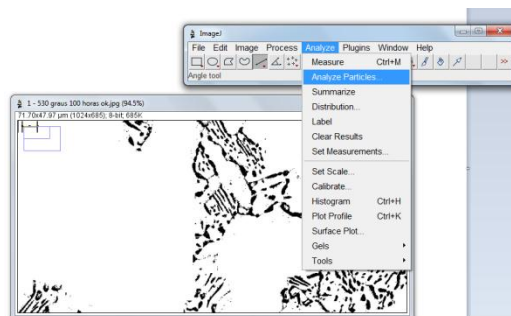 ImageJ
File Edit Image Process Analyze Plugins Window Help
Angle tool
Measure Ctrl+M
Analyze Particles...
Summarize
Distribution...
Label
Clear Results
Set Measurements...
Set Scale...
Calibrate...
Histogram Ctrl+H
Plot Profile Ctrl+K
Surface Plot...
Gels
Tools
1 - 530 graus 100 horas ok.jpg (94.5%)
71.70x47.97 µm (1024x685); 8-bit; 685K